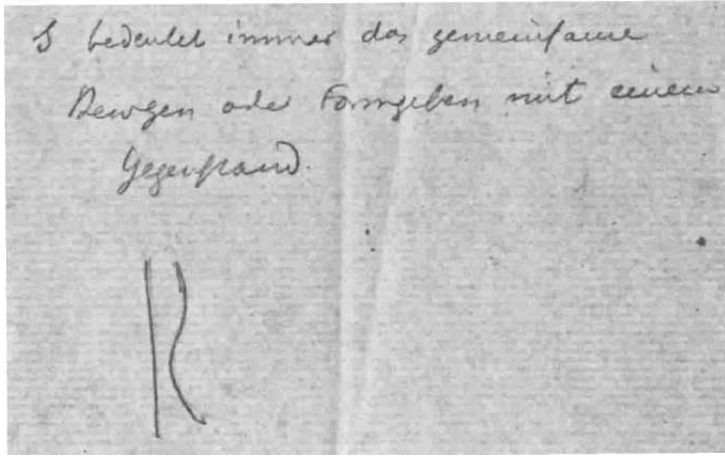 S bedeutet immer das gemeinsame
Bewegen oder Formgeben mit einem
Gegenstand.